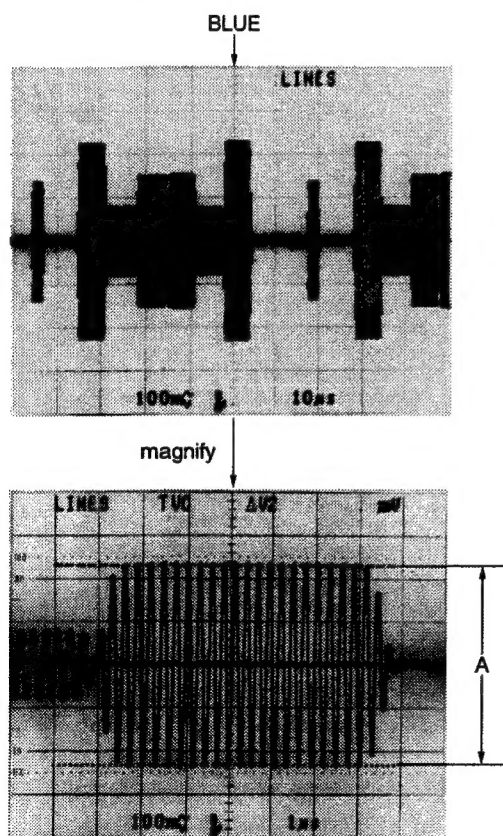 BLUE
LINES
100mV 10µs
magnify
LINES TVC ΔV2 mV
A
100mV 1µs